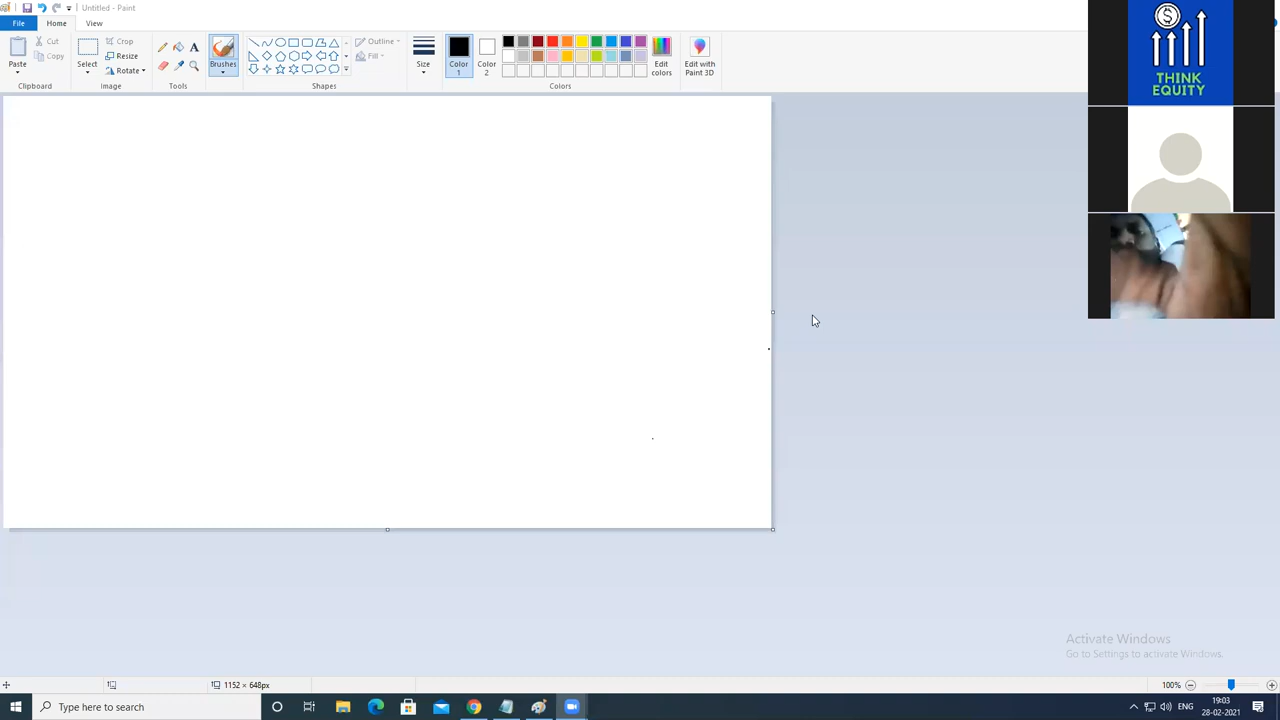 Untitled - Paint
File
Home
View
Paste
Cut
Copy
Clipboard
Select
Crop
Resize
Rotate
Image
A
Tools
Brushes
Shapes
Outline
Fill
Size
Color
1
Color
2
Colors
Edit
colors
Edit with
Paint 3D
$
THINK
EQUITY
Activate Windows
Go to Settings to activate Windows.
1152 × 648px
100%
Type here to search
ENG
19:03
28-02-2021